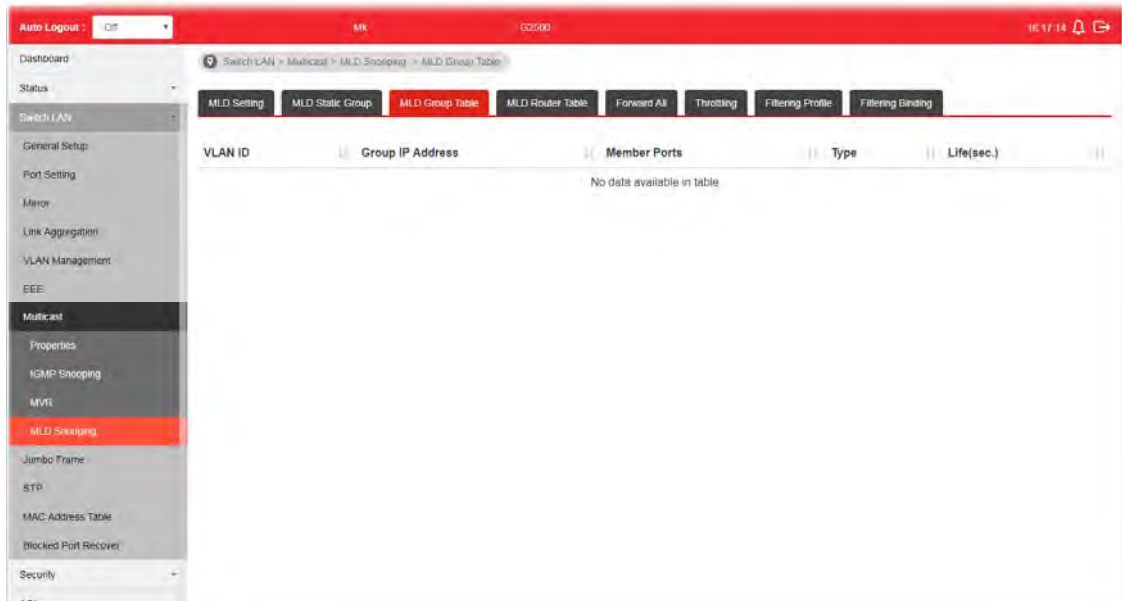 Auto Logout : Off
Mk
G2500
16:17:14
Dashboard
Switch LAN > Multicast > MLD Snooping > MLD Group Table
Status
MLD Setting MLD Static Group MLD Group Table MLD Router Table Forward All Throttling Filtering Profile Filtering Binding
Switch LAN
General Setup
VLAN ID Group IP Address Member Ports Type Life(sec.)
Port Setting
No data available in table
Mirror
Link Aggregation
VLAN Management
EEE
Multicast
Properties
IGMP Snooping
MVR
MLD Snooping
Jumbo Frame
STP
MAC Address Table
Blocked Port Recover
Security